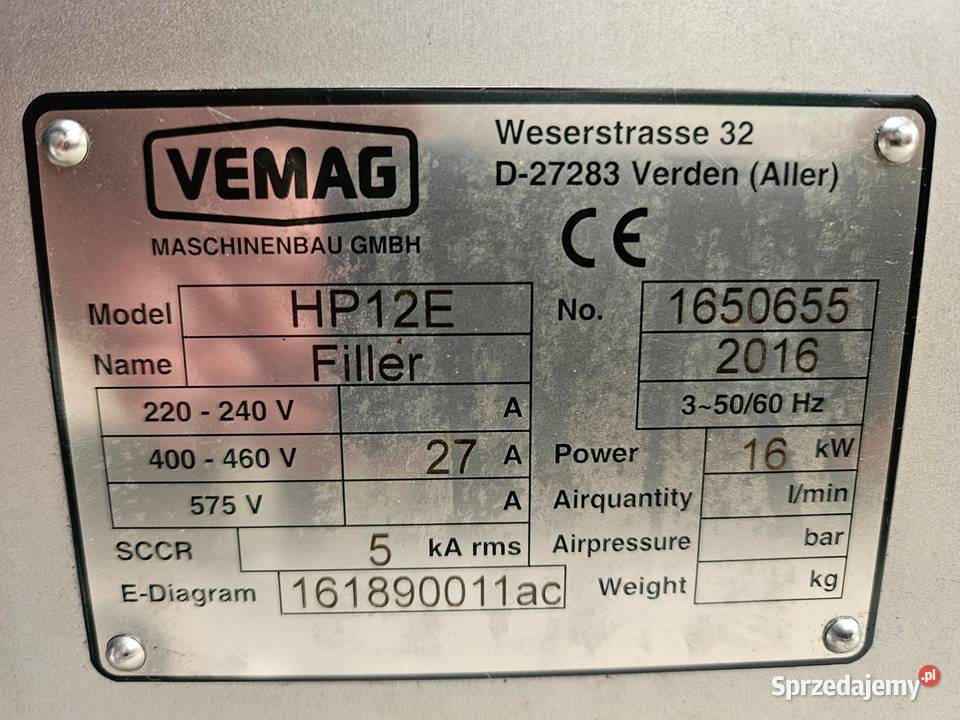 VEMAG
MASCHINENBAU GMBH
Weserstrasse 32
D-27283 Verden (Aller)
CE
Model HP12E No. 1650655
Name Filler 2016
220 - 240 V A 3~50/60 Hz
400 - 460 V 27 A Power 16 kW
575 V A Airquantity l/min
SCCR 5 kA rms Airpressure bar
E-Diagram 161890011ac Weight kg
Sprzedajemy.pl